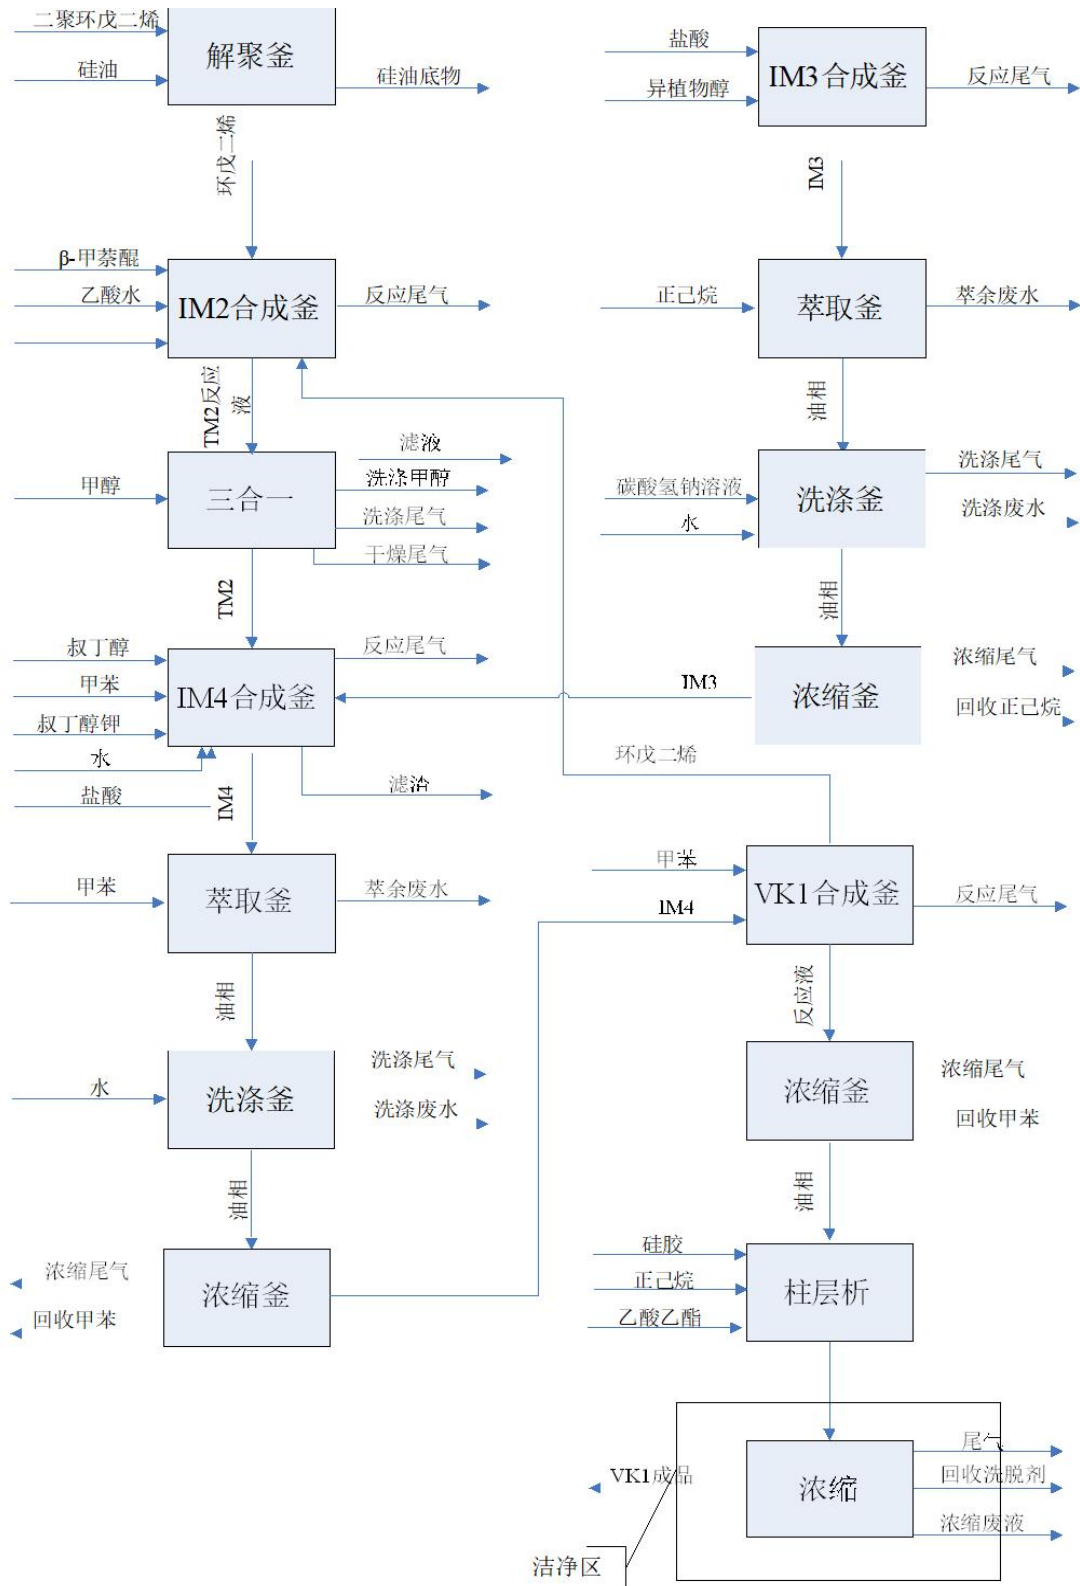 二聚环戊二烯
硅油
解聚釜
硅油底物
环戊二烯
β-甲萘醌
乙酸水
IM2合成釜
反应尾气
TM2反应
液
甲醇
三合一
滤液
洗涤甲醇
洗涤尾气
干燥尾气
TM2
叔丁醇
甲苯
叔丁醇钾
水
盐酸
IM4合成釜
反应尾气
滤渣
IM4
甲苯
萃取釜
萃余废水
油相
水
洗涤釜
洗涤尾气
洗涤废水
油相
浓缩尾气
回收甲苯
浓缩釜
盐酸
异植物醇
IM3合成釜
反应尾气
IM3
正己烷
萃取釜
萃余废水
油相
碳酸氢钠溶液
水
洗涤釜
洗涤尾气
洗涤废水
油相
IM3
浓缩釜
浓缩尾气
回收正己烷
环戊二烯
甲苯
IM4
VK1合成釜
反应尾气
反应液
浓缩釜
浓缩尾气
回收甲苯
油相
硅胶
正己烷
乙酸乙酯
柱层析
浓缩
尾气
回收洗脱剂
浓缩废液
VK1成品
洁净区